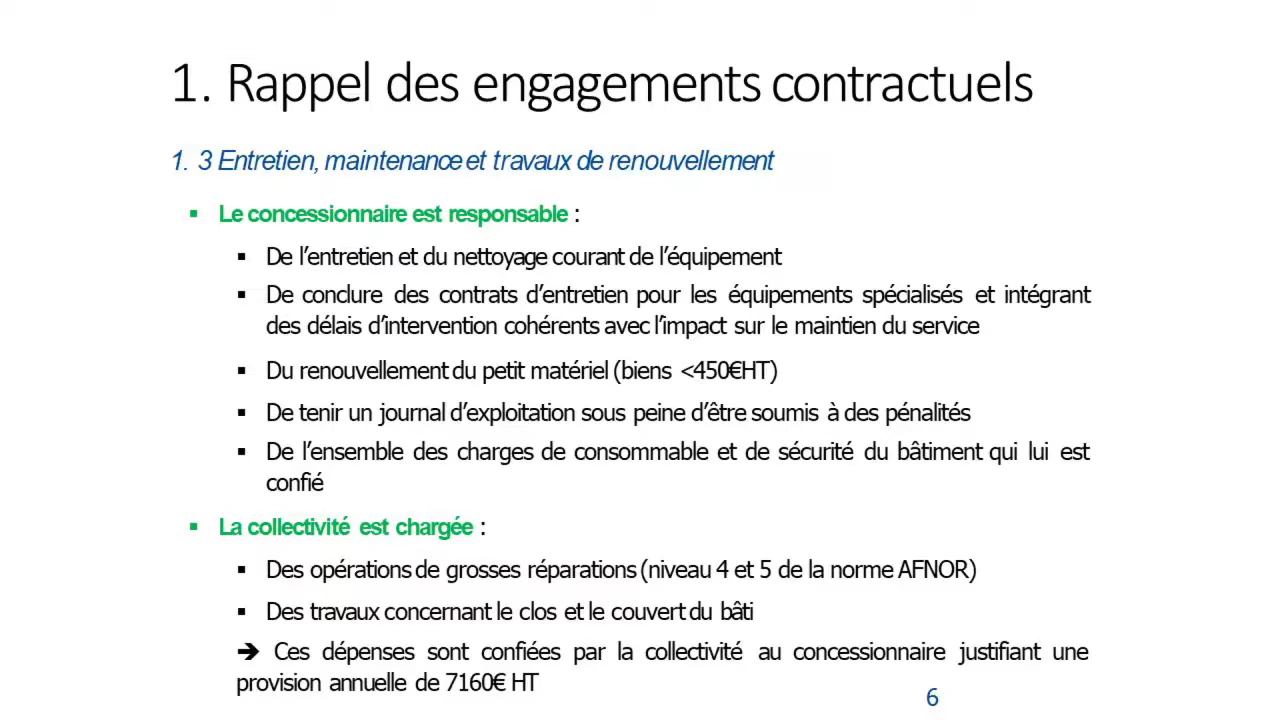 1. Rappel des engagements contractuels
1. 3 Entretien, maintenance et travaux de renouvellement
▪ Le concessionnaire est responsable :
▪ De l’entretien et du nettoyage courant de l’équipement
▪ De conclure des contrats d’entretien pour les équipements spécialisés et intégrant
des délais d’intervention cohérents avec l’impact sur le maintien du service
▪ Du renouvellement du petit matériel (biens <450€HT)
▪ De tenir un journal d’exploitation sous peine d’être soumis à des pénalités
▪ De l’ensemble des charges de consommable et de sécurité du bâtiment qui lui est
confié
▪ La collectivité est chargée :
▪ Des opérations de grosses réparations (niveau 4 et 5 de la norme AFNOR)
▪ Des travaux concernant le clos et le couvert du bâti
➔ Ces dépenses sont confiées par la collectivité au concessionnaire justifiant une
provision annuelle de 7160€ HT
6